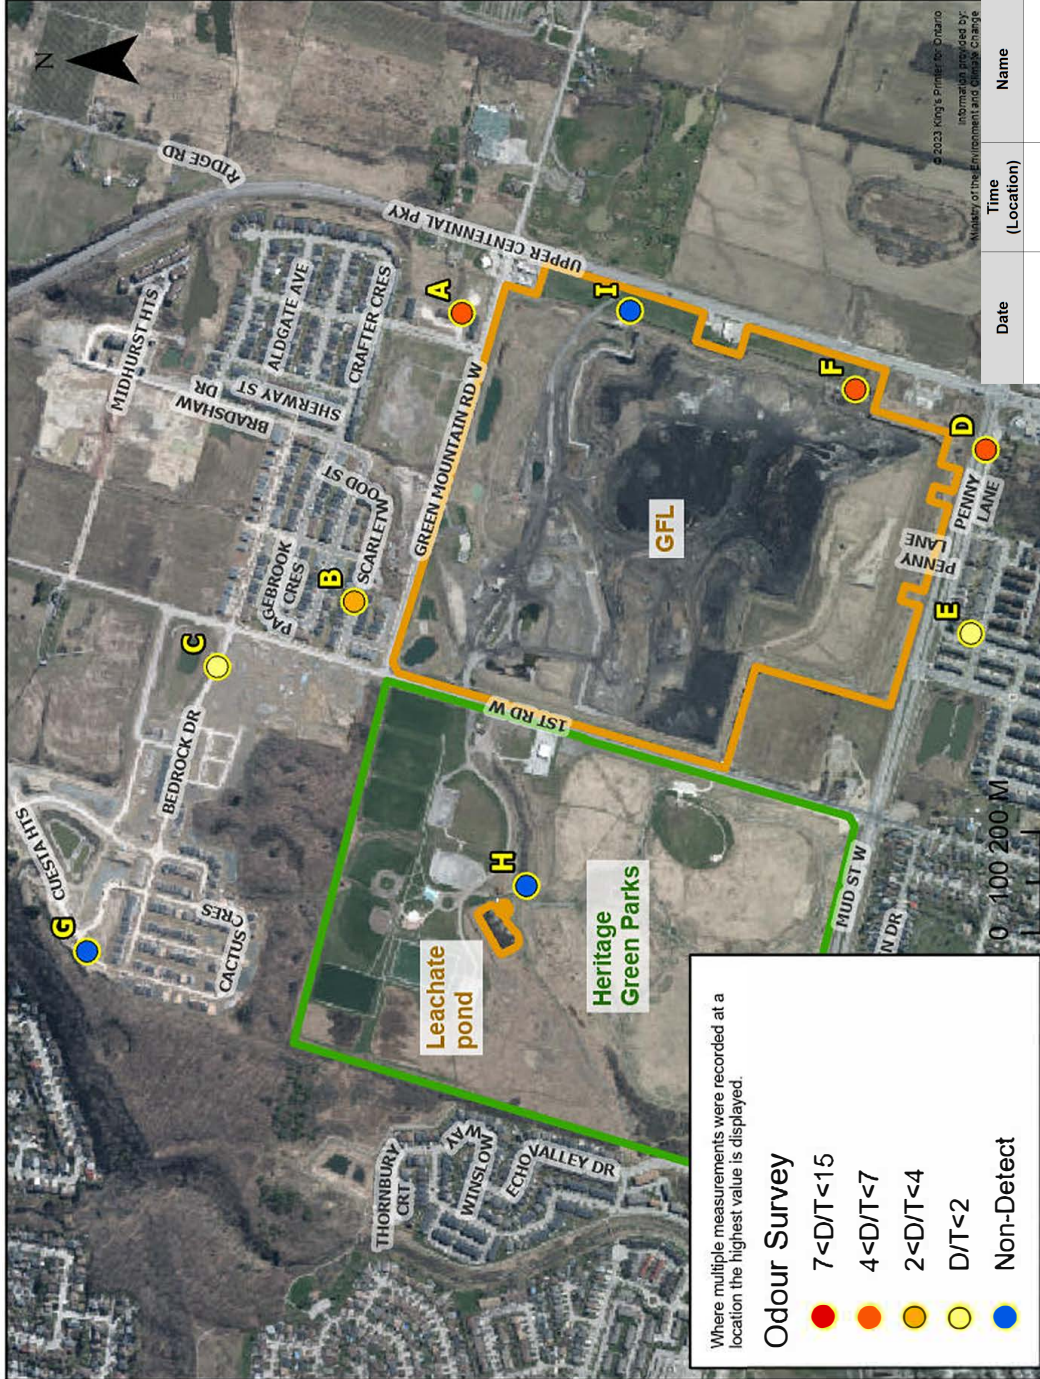 N
RIDGE RD
MIDHURST HTS
ALDGATE AVE
CRAFTER CRES
SHERWAY ST
BRADSHAW
DR
UPPER CENTENNIAL PKY
A
GREEN MOUNTAIN RD W
SCARLETWOOD ST
PAGEBROOK
CRES
B
C
BEDROCK DR
CUESTA HTS
G
CACTUS CRES
1ST RD W
I
F
D
E
GFL
PENNY
LANE
PENNY
LANE
H
Leachate
pond
Heritage
Green Parks
MUD ST W
N DR
THORNBURY
CRT
WINSLOW
WAY
ECHO VALLEY DR
0 100 200 M
© 2023 King's Printer for Ontario
Information provided by:
Ministry of the Environment and Climate Change
Date
Time
(Location)
Name
Where multiple measurements were recorded at a
location the highest value is displayed.
Odour Survey
7<D/T<15
4<D/T<7
2<D/T<4
D/T<2
Non-Detect